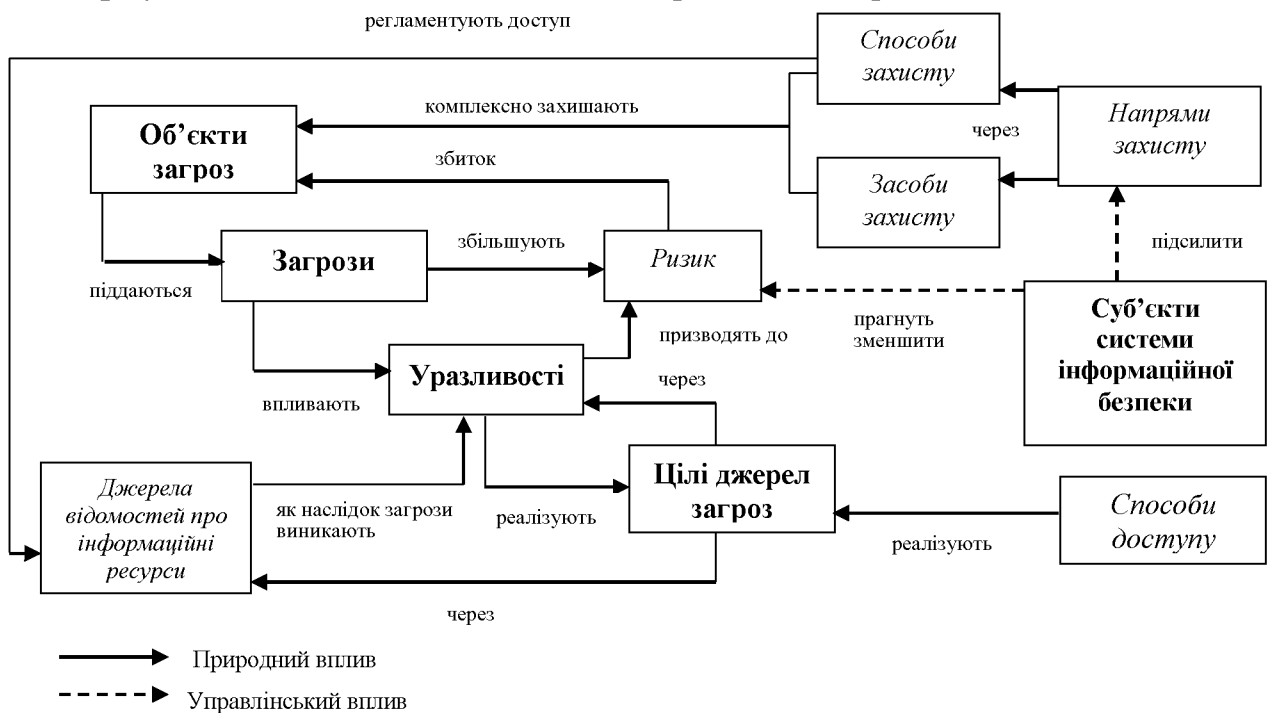 регламентують доступ
Способи
захисту
комплексно захишають
Напрями
захисту
через
Об’єкти
загроз
збиток
Засоби
захисту
Загрози
збільшують
Ризик
підсилити
піддаються
прагнуть
зменшити
Суб’єкти
системи
інформаційної
безпеки
призводять до
Уразливості
через
впливають
Цілі джерел
загроз
Джерела
відомостей про
інформаційні
ресурси
як наслідок загрози
виникають
реалізують
Способи
доступу
реалізують
через
Природний вплив
Управлінський вплив